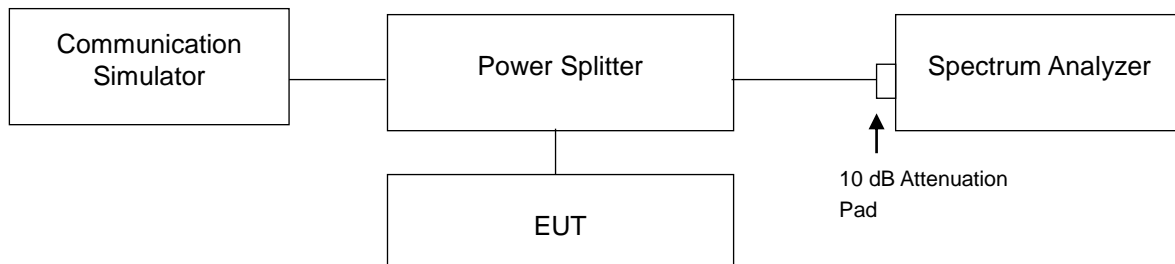 Communication
Simulator
Power Splitter
Spectrum Analyzer
10 dB Attenuation
Pad
EUT